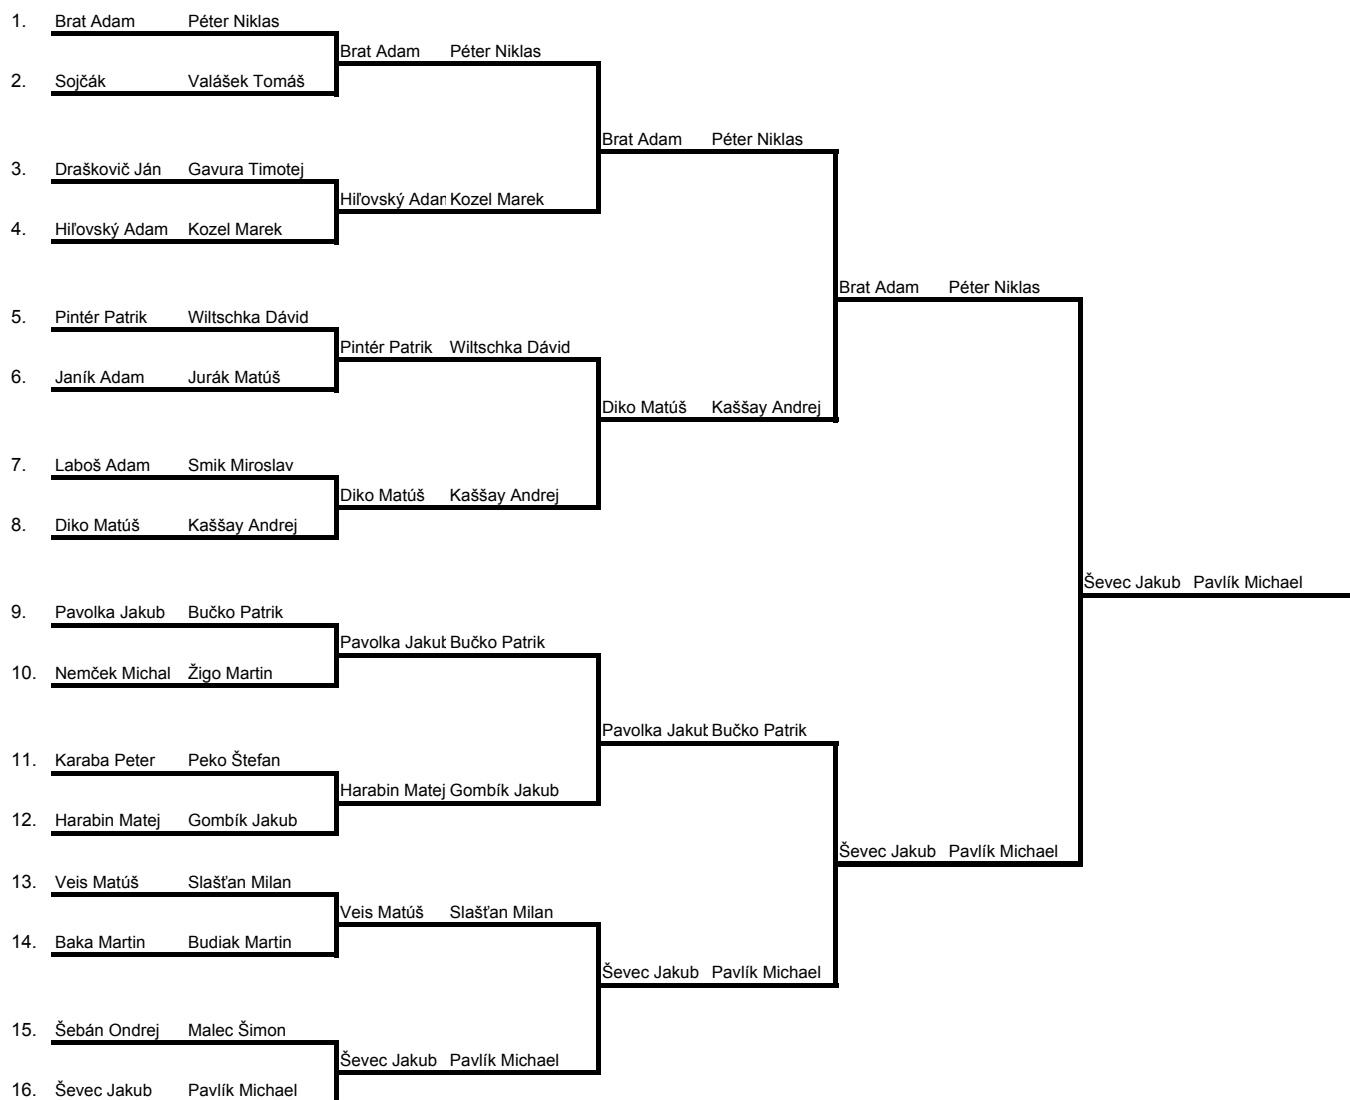 1. Brat Adam Péter Niklas
Brat Adam Péter Niklas
2. Sojčák Valášek Tomáš
Brat Adam Péter Niklas
3. Draškovič Ján Gavura Timotej
Hiľovský Adam Kozel Marek
4. Hiľovský Adam Kozel Marek
Brat Adam Péter Niklas
5. Pintér Patrik Wiltschka Dávid
Pintér Patrik Wiltschka Dávid
6. Janík Adam Jurák Matúš
Diko Matúš Kaššay Andrej
7. Laboš Adam Smik Miroslav
Diko Matúš Kaššay Andrej
8. Diko Matúš Kaššay Andrej
Ševec Jakub Pavlík Michael
9. Pavolka Jakub Bučko Patrik
Pavolka Jakub Bučko Patrik
10. Nemček Michal Žigo Martin
Pavolka Jakub Bučko Patrik
11. Karaba Peter Peko Štefan
Harabin Matej Gombík Jakub
12. Harabin Matej Gombík Jakub
Ševec Jakub Pavlík Michael
13. Veis Matúš Slašťan Milan
Veis Matúš Slašťan Milan
14. Baka Martin Budiak Martin
Ševec Jakub Pavlík Michael
15. Šebán Ondrej Malec Šimon
Ševec Jakub Pavlík Michael
16. Ševec Jakub Pavlík Michael